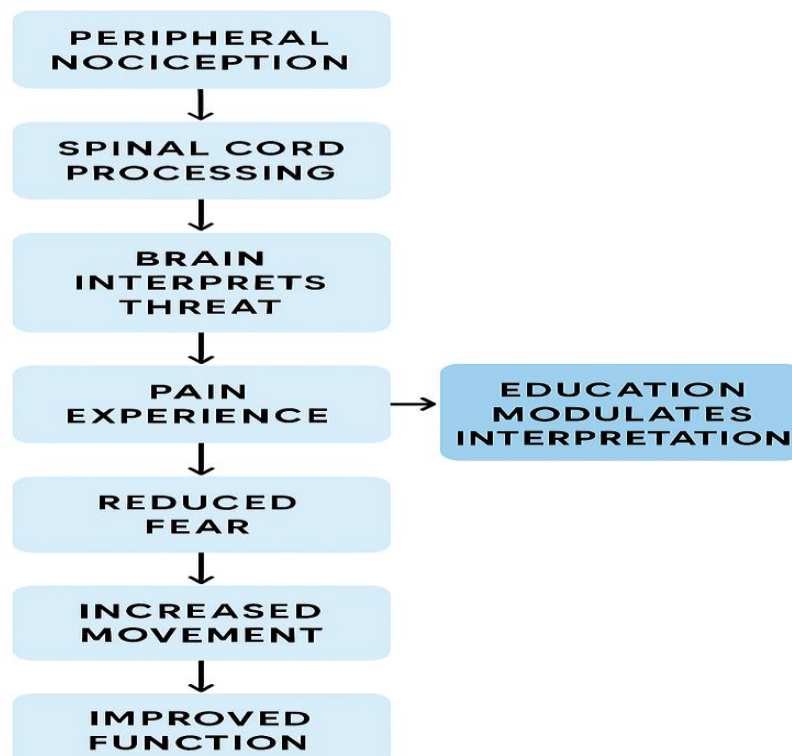 PERIPHERAL
NOCICEPTION
SPINAL CORD
PROCESSING
BRAIN
INTERPRETS
THREAT
PAIN
EXPERIENCE
EDUCATION
MODULATES
INTERPRETATION
REDUCED
FEAR
INCREASED
MOVEMENT
IMPROVED
FUNCTION